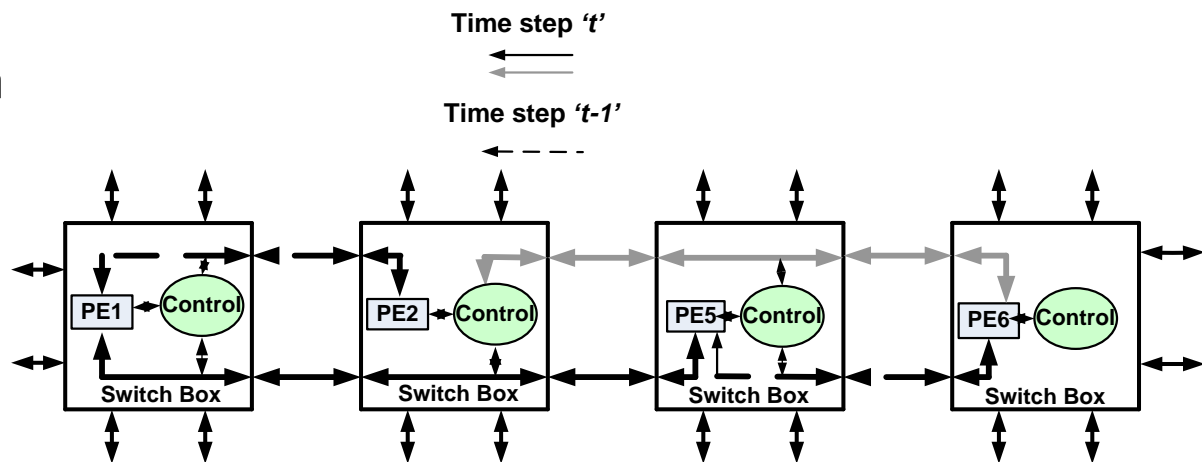 Time step ‘t’
Time step ‘t-1’
PE1
Control
Switch Box
PE2
Control
Switch Box
PE5
Control
Switch Box
PE6
Control
Switch Box